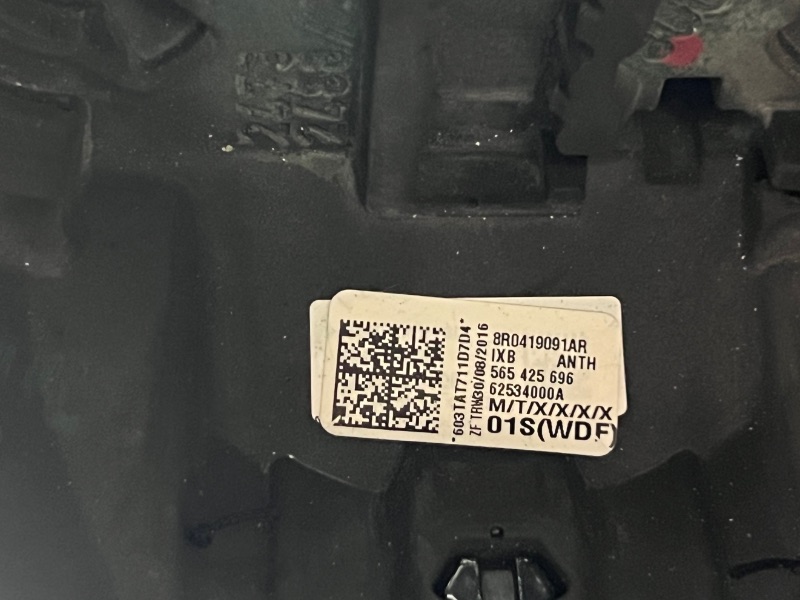 8R0419091AR
IXB ANTH
565 425 696
62534000A
M/T/X/X/X/X
01S(WDF)
*603TAT711D7D4*
ZF TRW30/08/2016